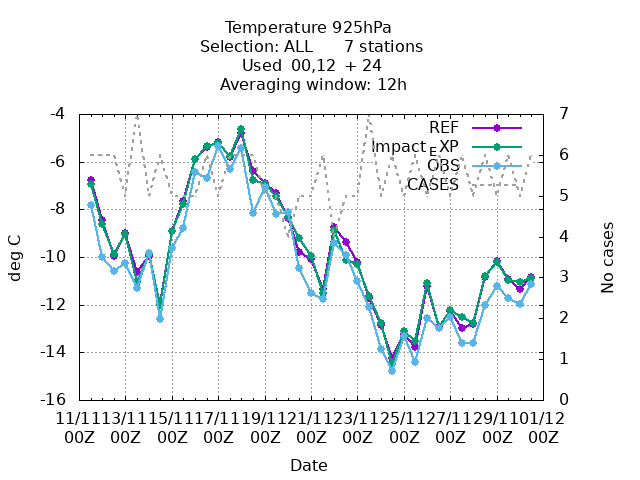 Temperature 925hPa
Selection: ALL 7 stations
Used 00,12 + 24
Averaging window: 12h
-4 7
REF
Impact_EXP
-6 6
OBS
CASES
5
-8
4
deg C No cases
-10
3
-12 2
-14 1
-16 0
11/11 13/11 15/11 17/11 19/11 21/11 23/11 25/11 27/11 29/11 01/12
00Z 00Z 00Z 00Z 00Z 00Z 00Z 00Z 00Z 00Z 00Z
Date